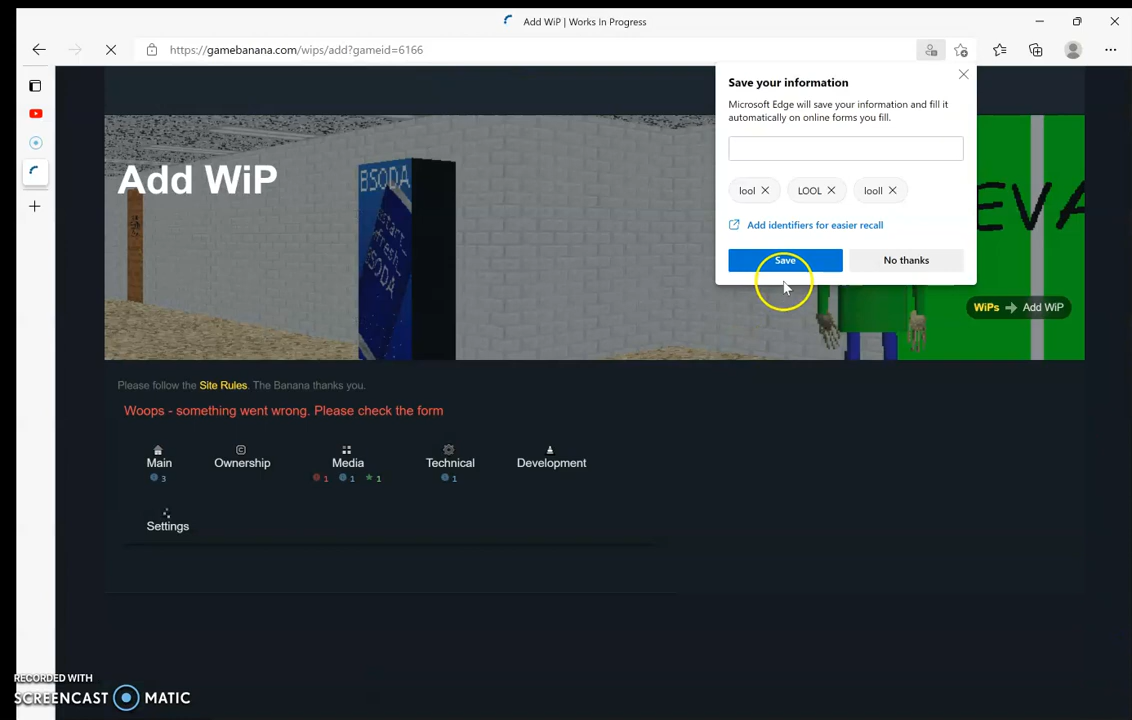 Add WiP | Works In Progress
https://gamebanana.com/wips/add?gameid=6166
Save your information
Microsoft Edge will save your information and fill it
automatically on online forms you fill.
lool LOOL looll
Add identifiers for easier recall
Save No thanks
Add WiP
BSODA
BSODA
WiPs Add WiP
Please follow the Site Rules. The Banana thanks you.
Woops - something went wrong. Please check the form
Main Ownership Media Technical Development
3 1 1 1 1
Settings
RECORDED WITH
SCREENCAST MATIC